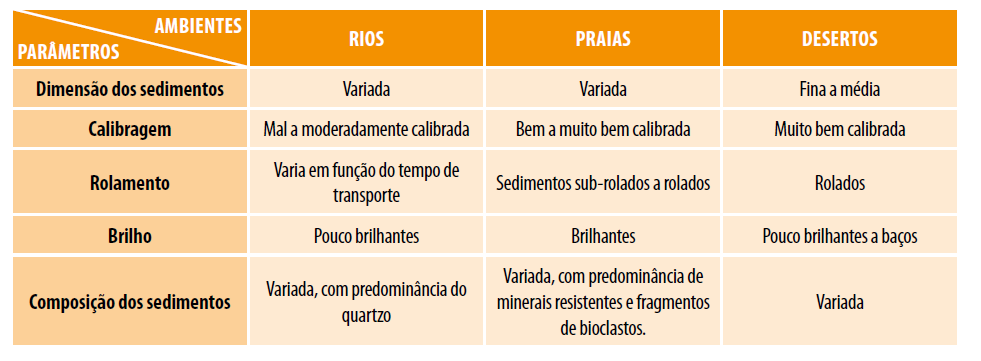 AMBIENTES
PARÂMETROS
RIOS
PRAIAS
DESERTOS
Dimensão dos sedimentos
Variada
Variada
Fina a média
Calibragem
Mal a moderadamente calibrada
Bem a muito bem calibrada
Muito bem calibrada
Rolamento
Varia em função do tempo de
transporte
Sedimentos sub-rolados a rolados
Rolados
Brilho
Pouco brilhantes
Brilhantes
Pouco brilhantes a baços
Composição dos sedimentos
Variada, com predominância do
quartzo
Variada, com predominância de
minerais resistentes e fragmentos
de bioclastos.
Variada